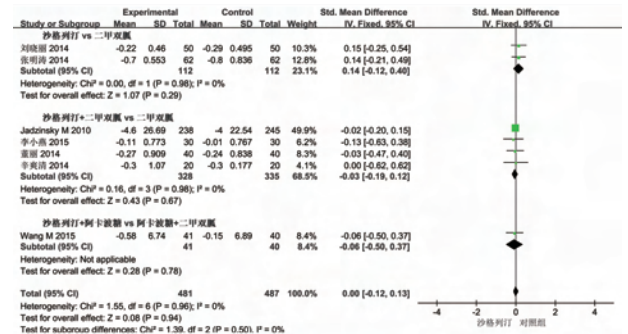 Experimental Control Std. Mean Difference Std. Mean Difference
Study or Subgroup Mean SD Total Mean SD Total Weight IV, Fixed, 95% CI IV, Fixed, 95% CI
沙格列汀 vs 二甲双胍
刘晓丽 2014 -0.22 0.46 50 -0.29 0.495 50 10.3% 0.15 [-0.25, 0.54]
张明涛 2014 -0.7 0.553 62 -0.8 0.836 62 12.8% 0.14 [-0.21, 0.49]
Subtotal (95% CI) 112 112 23.1% 0.14 [-0.12, 0.40]
Heterogeneity: Chi² = 0.00, df = 1 (P = 0.98); I² = 0%
Test for overall effect: Z = 1.07 (P = 0.29)
沙格列汀+二甲双胍 vs 二甲双胍
Jadzinsky M 2010 -4.6 26.69 238 -4 22.54 245 49.9% -0.02 [-0.20, 0.15]
李小燕 2015 -0.11 0.773 30 -0.01 0.767 30 6.2% -0.13 [-0.63, 0.38]
董丽 2014 -0.27 0.909 40 -0.24 0.838 40 8.3% -0.03 [-0.47, 0.40]
辛爽清 2014 -0.3 1.07 20 -0.3 0.177 20 4.1% 0.00 [-0.62, 0.62]
Subtotal (95% CI) 328 335 68.5% -0.03 [-0.19, 0.12]
Heterogeneity: Chi² = 0.16, df = 3 (P = 0.98); I² = 0%
Test for overall effect: Z = 0.43 (P = 0.67)
沙格列汀+阿卡波糖 vs 阿卡波糖+二甲双胍
Wang M 2015 -0.58 6.74 41 -0.15 6.89 40 8.4% -0.06 [-0.50, 0.37]
Subtotal (95% CI) 41 40 8.4% -0.06 [-0.50, 0.37]
Heterogeneity: Not applicable
Test for overall effect: Z = 0.28 (P = 0.78)
Total (95% CI) 481 487 100.0% 0.00 [-0.12, 0.13]
Heterogeneity: Chi² = 1.55, df = 6 (P = 0.96); I² = 0%
Test for overall effect: Z = 0.08 (P = 0.94)
Test for subgroup differences: Chi² = 1.39, df = 2 (P = 0.50), I² = 0%
-4 -2 0 2 4
沙格列汀 对照组